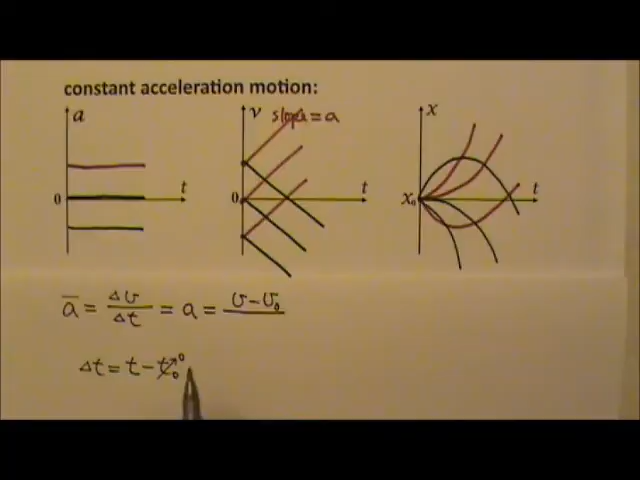 constant acceleration motion:
a
0
t
v
slope = a
0
t
x
x₀
t
a̅ = Δv/Δt = a = v – v₀
Δt = t – t₀ 0